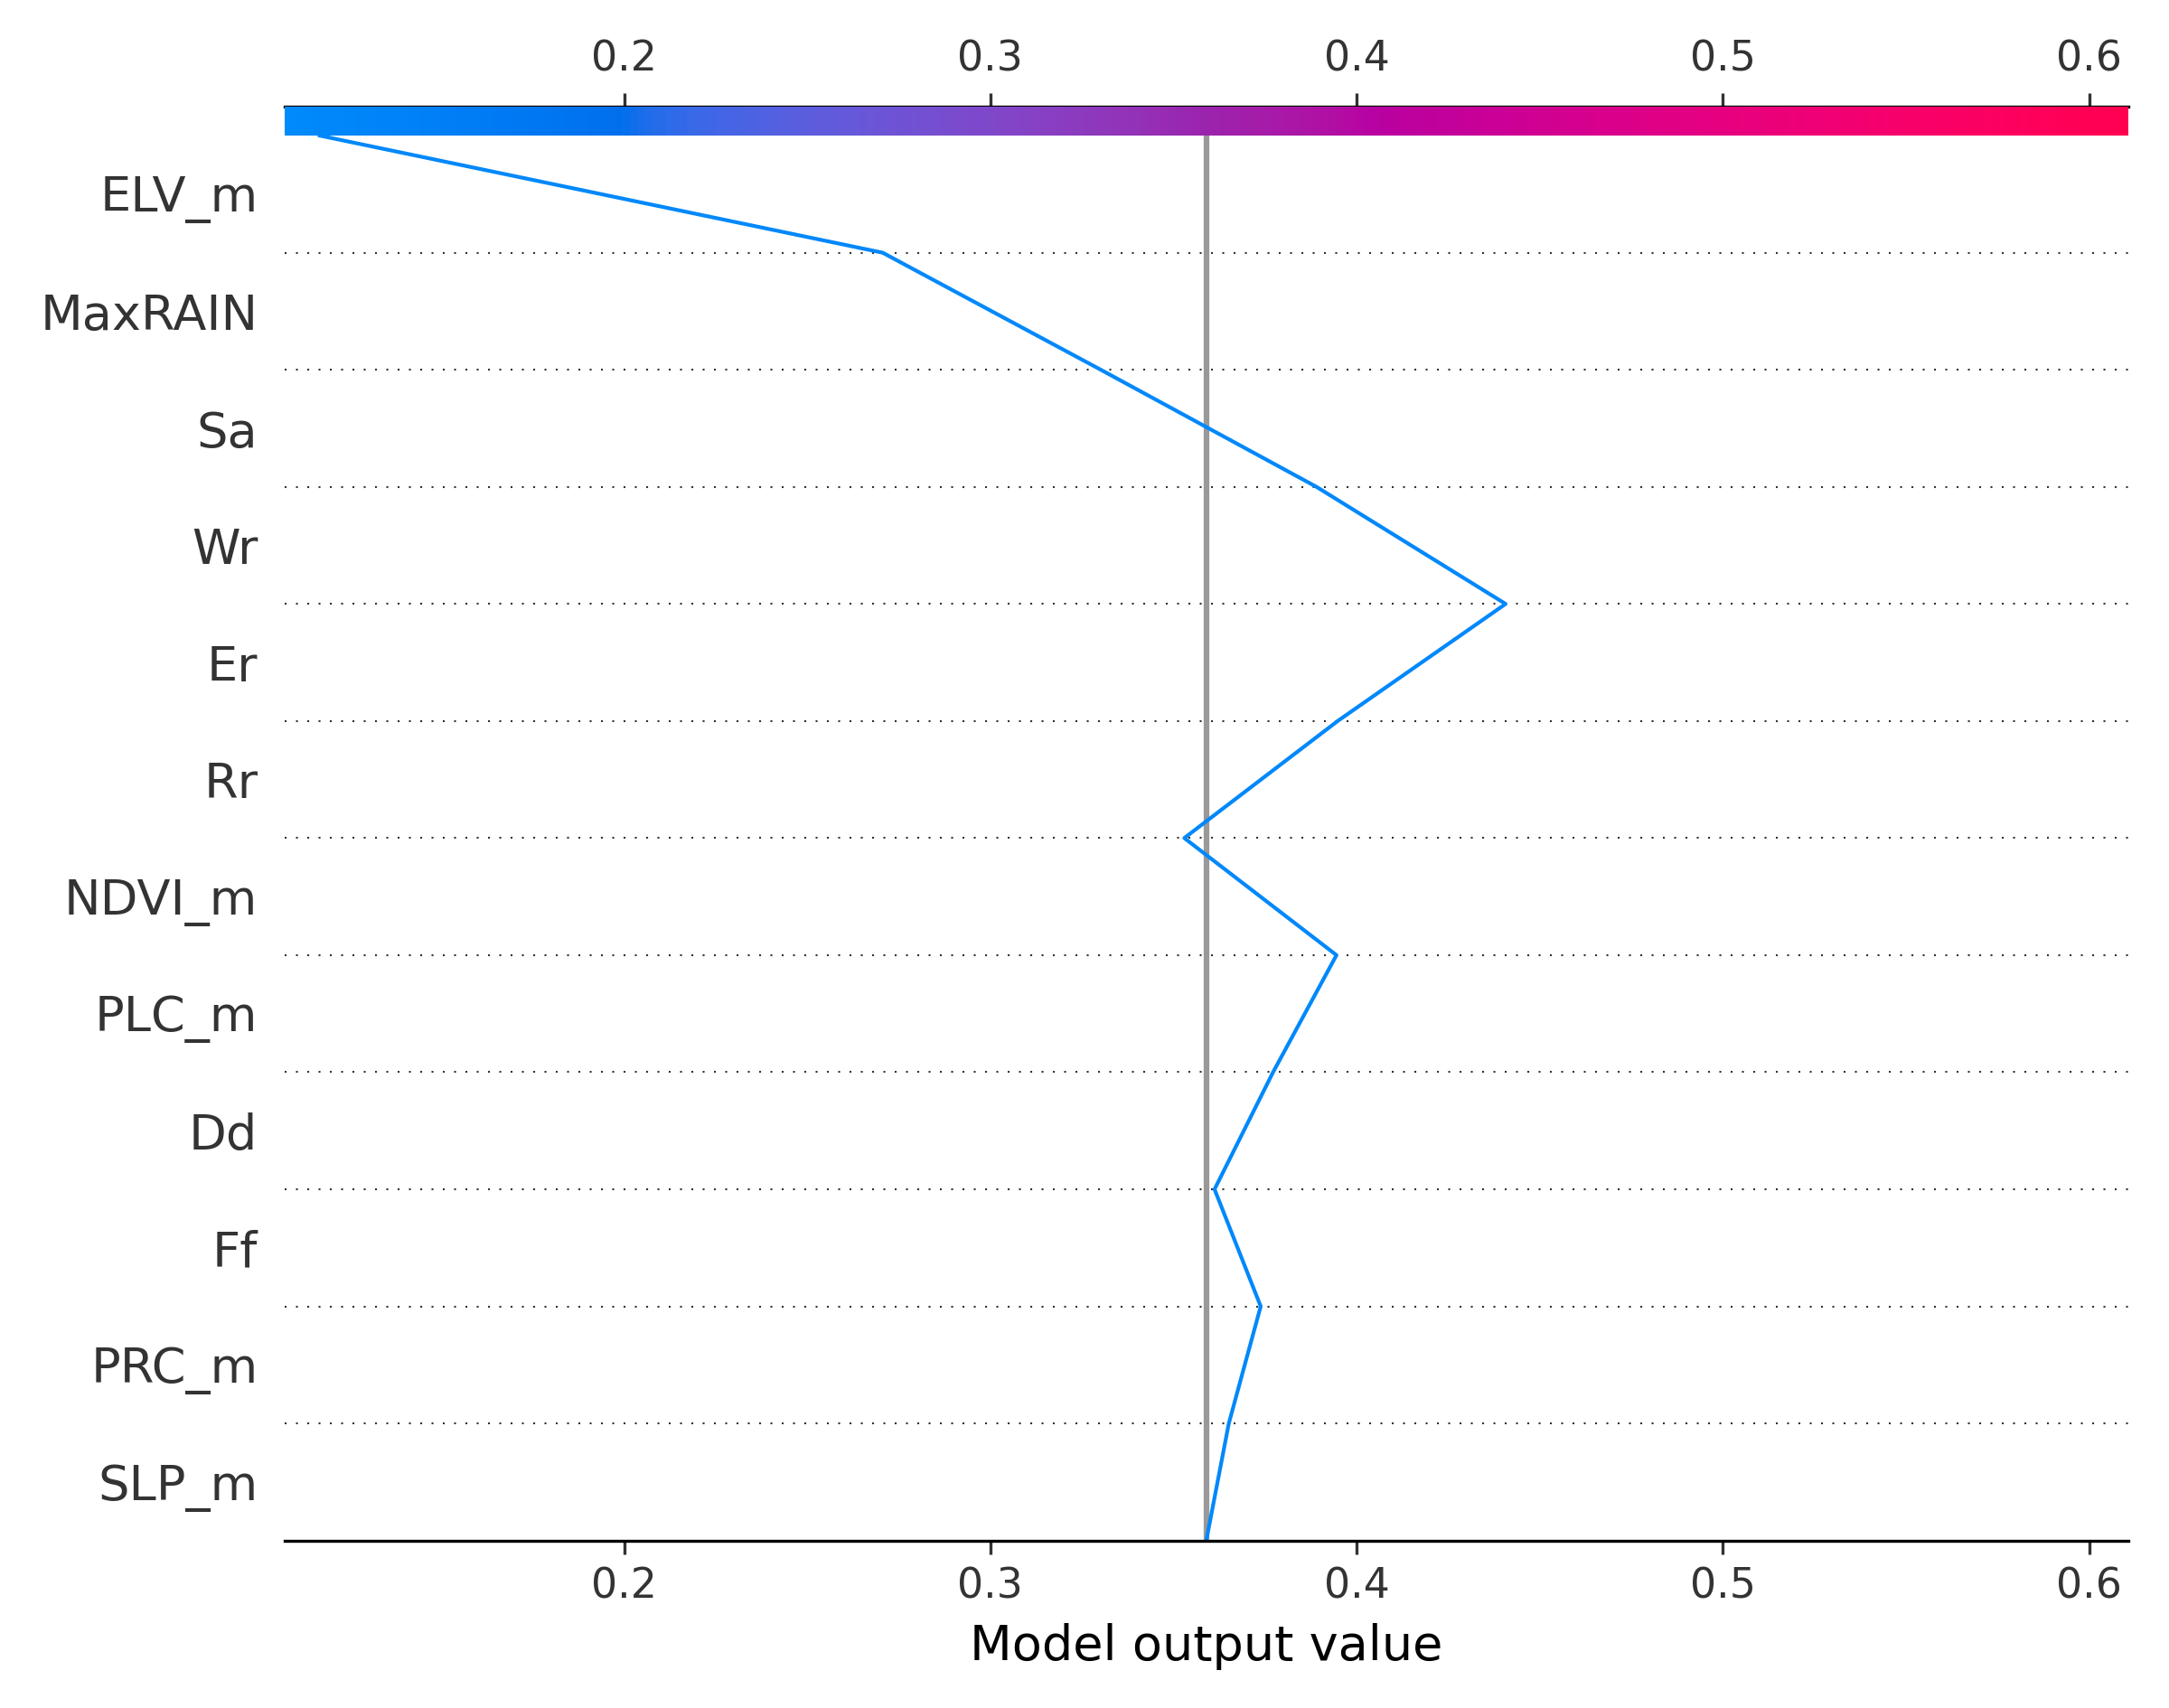 0.2 0.3 0.4 0.5 0.6
ELV_m
MaxRAIN
Sa
Wr
Er
Rr
NDVI_m
PLC_m
Dd
Ff
PRC_m
SLP_m
0.2 0.3 0.4 0.5 0.6
Model output value